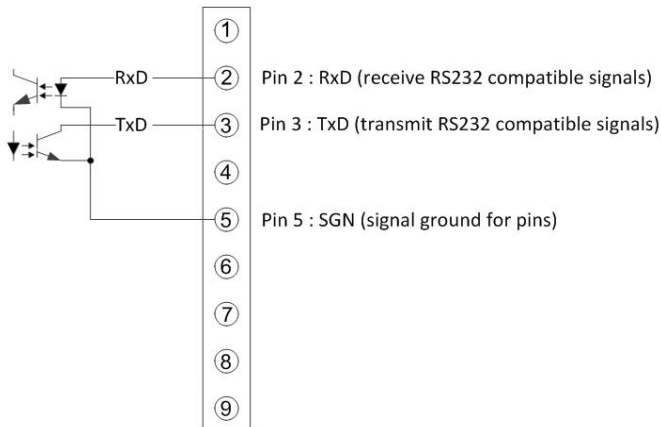 1
RxD
2
Pin 2 : RxD (receive RS232 compatible signals)
TxD
3
Pin 3 : TxD (transmit RS232 compatible signals)
4
5
Pin 5 : SGN (signal ground for pins)
6
7
8
9